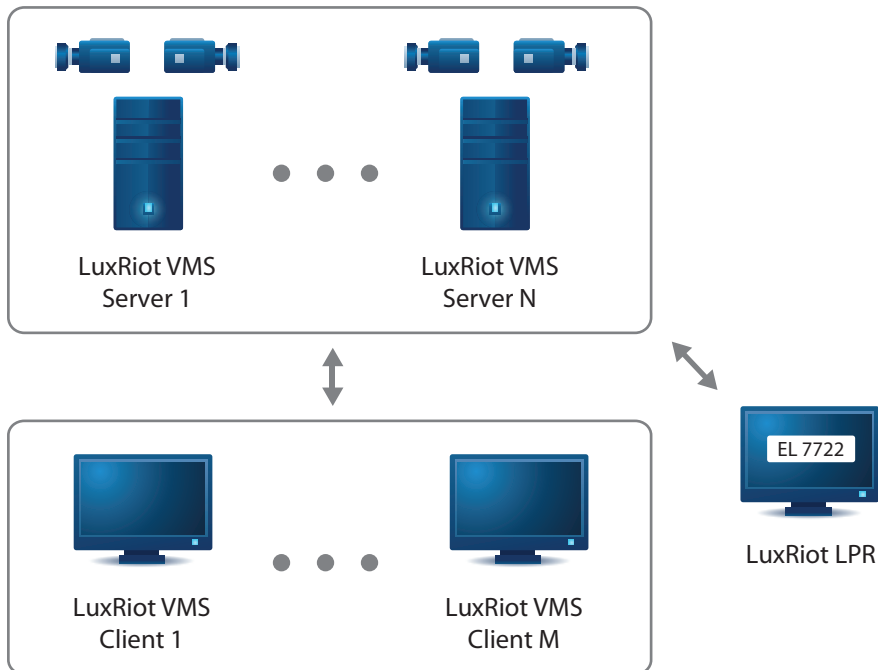 LuxRiot VMS
Server 1
LuxRiot VMS
Server N
EL 7722
LuxRiot LPR
LuxRiot VMS
Client 1
LuxRiot VMS
Client M